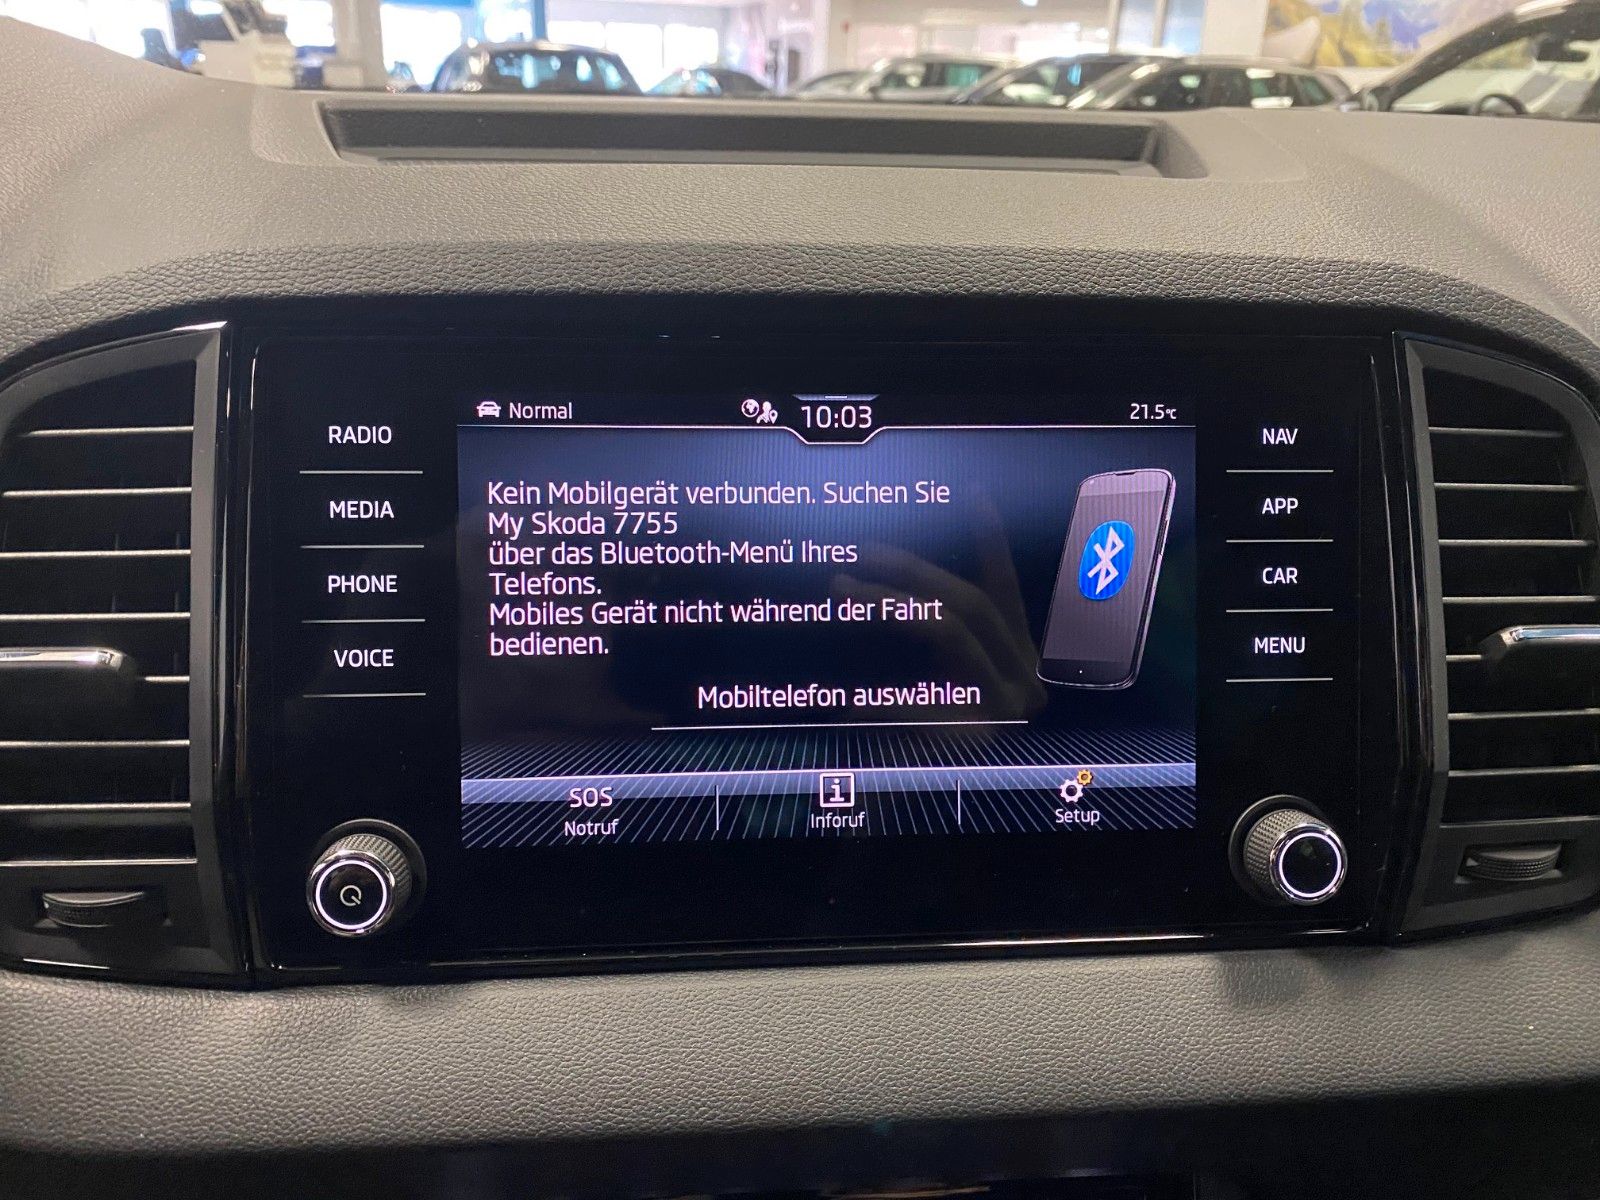 Normal
10:03
21.5°C
RADIO
MEDIA
PHONE
VOICE
Kein Mobilgerät verbunden. Suchen Sie
My Skoda 7755
über das Bluetooth-Menü Ihres
Telefons.
Mobiles Gerät nicht während der Fahrt
bedienen.
Mobiltelefon auswählen
SOS
Notruf
i
Inforuf
Setup
NAV
APP
CAR
MENU